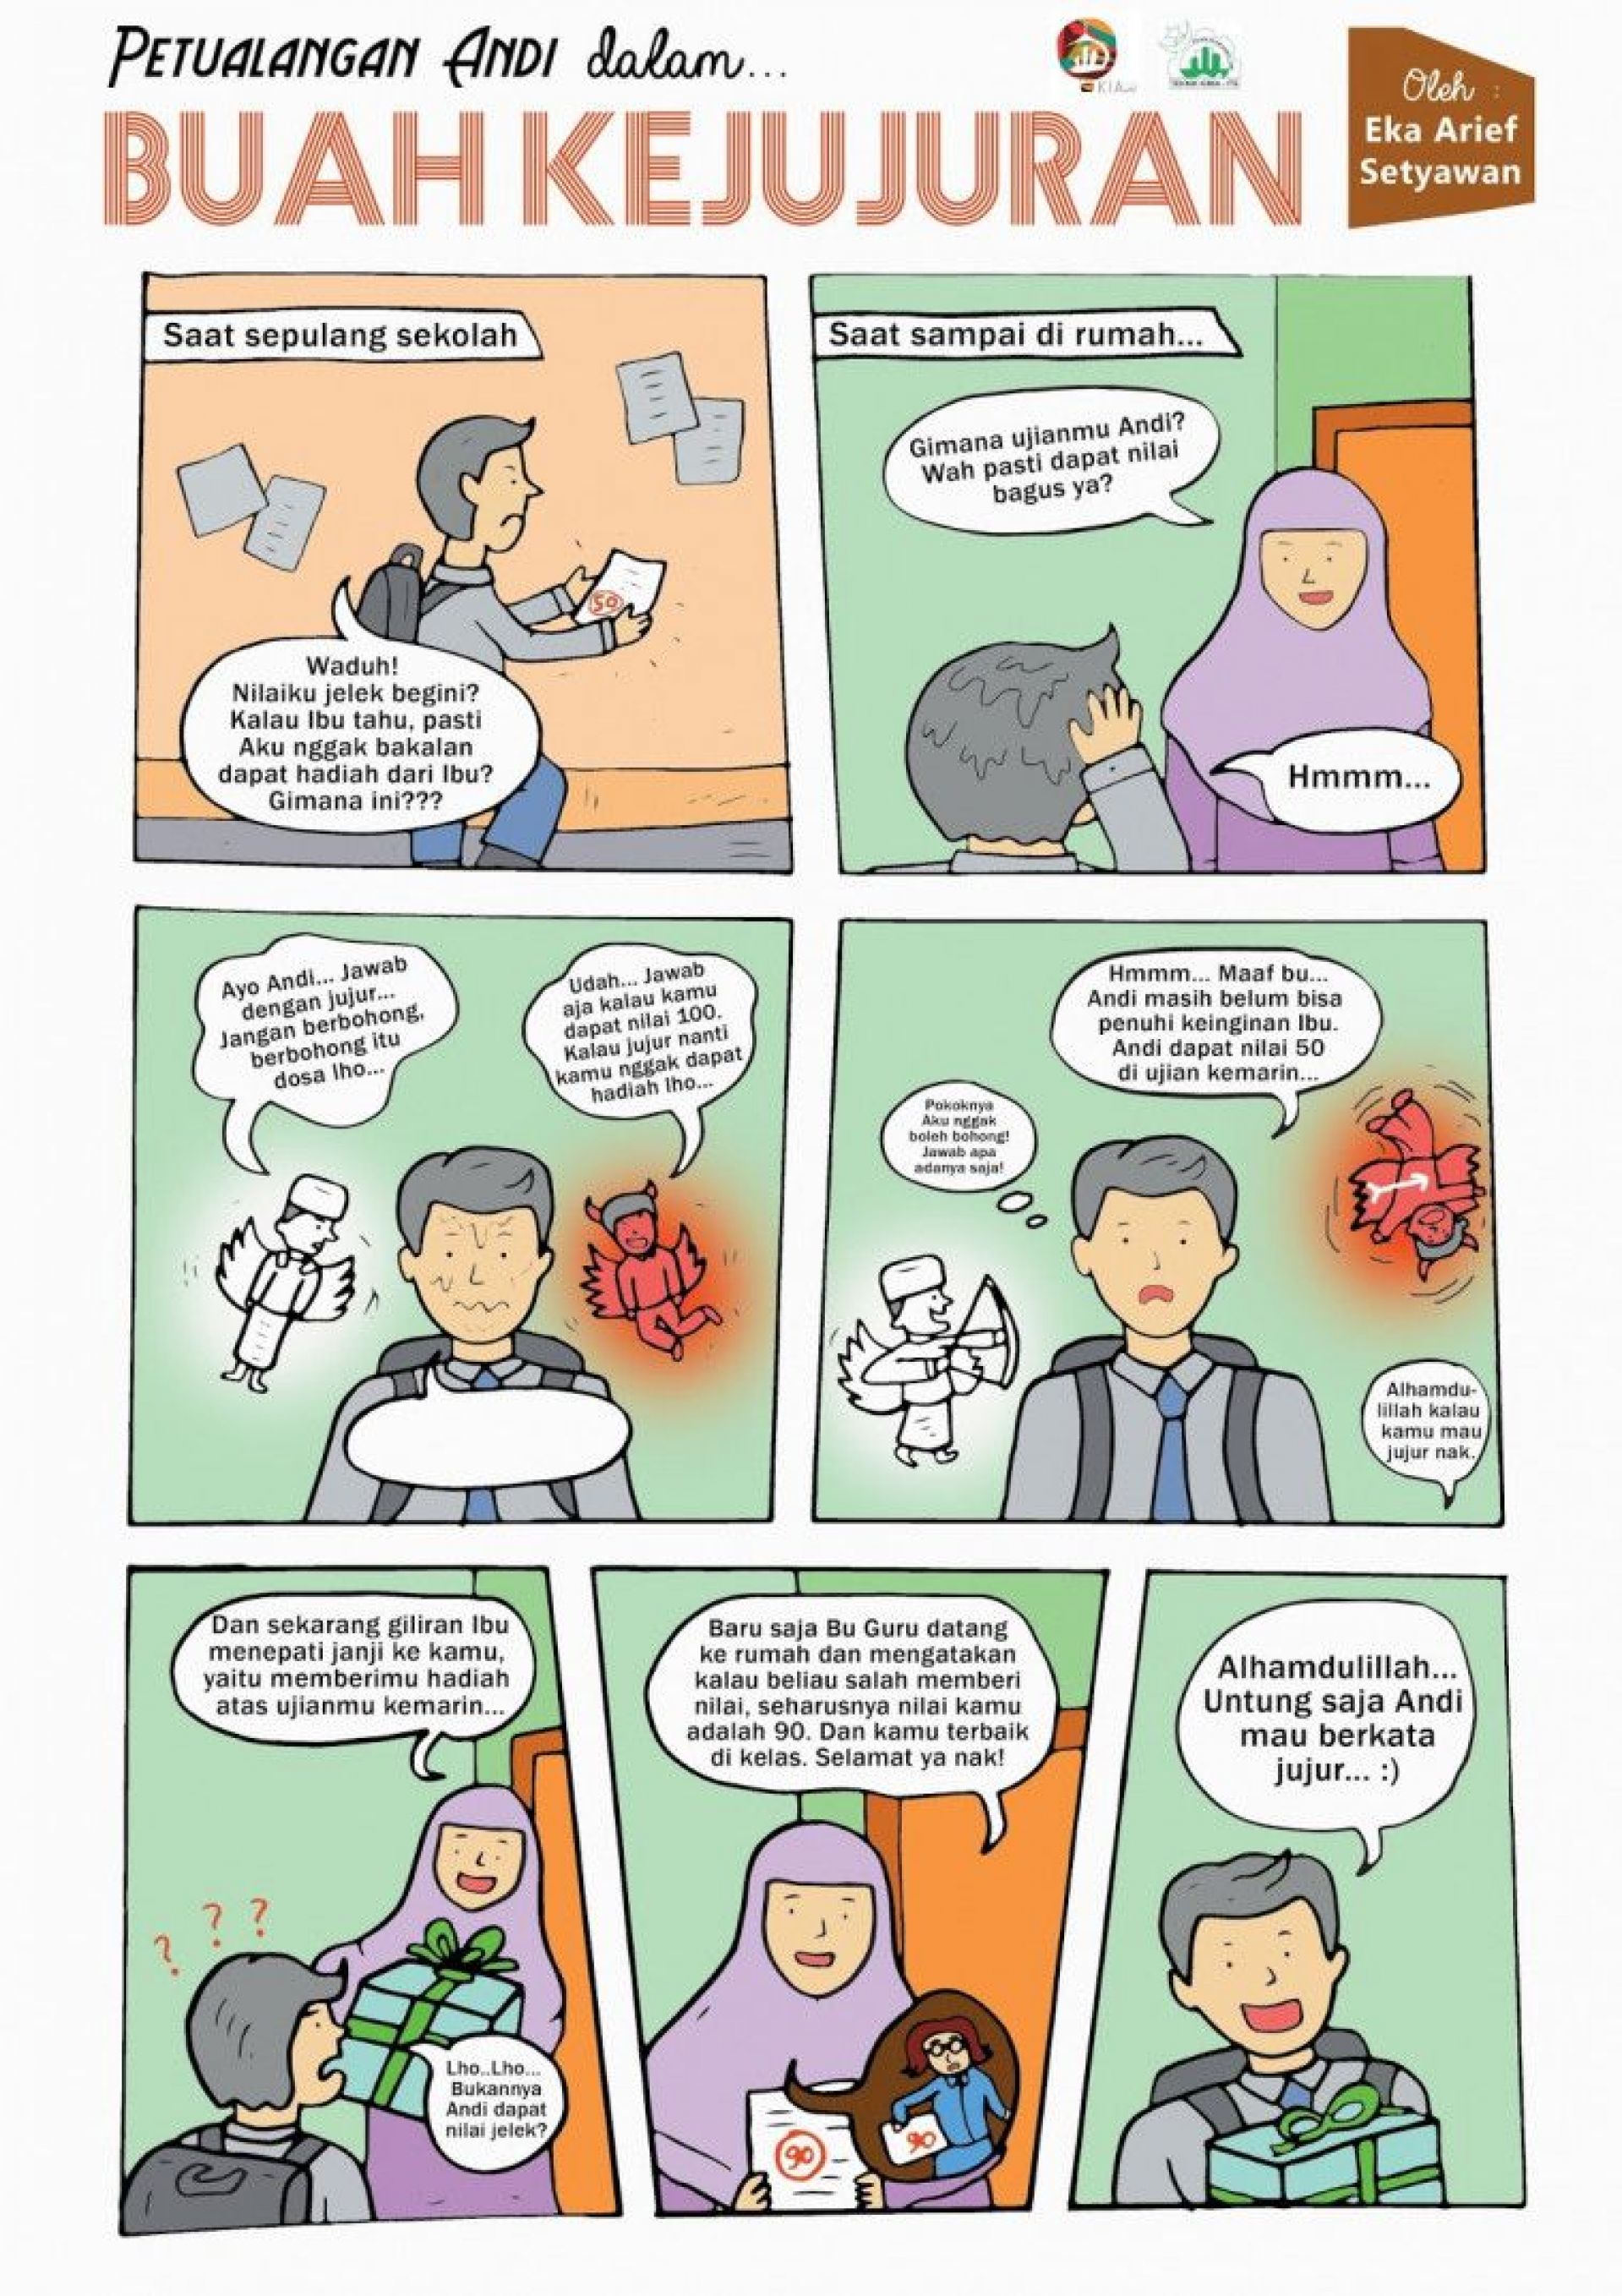 PETUALANGAN ANDI dalam...
BUAH KEJUJURAN
Oleh :
Eka Arief
Setyawan
Saat sepulang sekolah
50
Waduh!
Nilaiku jelek begini?
Kalau Ibu tahu, pasti
Aku nggak bakalan
dapat hadiah dari Ibu?
Gimana ini???
Saat sampai di rumah...
Gimana ujianmu Andi?
Wah pasti dapat nilai
bagus ya?
Hmmm...
Ayo Andi... Jawab
dengan jujur...
Jangan berbohong,
berbohong itu
dosa lho...
Udah... Jawab
aja kalau kamu
dapat nilai 100.
Kalau jujur nanti
kamu nggak dapat
hadiah lho...
Hmmm... Maaf bu...
Andi masih belum bisa
penuhi keinginan Ibu.
Andi dapat nilai 50
di ujian kemarin...
Pokoknya
Aku nggak
boleh bohong!
Jawab apa
adanya saja!
Alhamdu-
lillah kalau
kamu mau
jujur nak.
Dan sekarang giliran Ibu
menepati janji ke kamu,
yaitu memberimu hadiah
atas ujianmu kemarin...
? ? ?
Lho..Lho...
Bukannya
Andi dapat
nilai jelek?
Baru saja Bu Guru datang
ke rumah dan mengatakan
kalau beliau salah memberi
nilai, seharusnya nilai kamu
adalah 90. Dan kamu terbaik
di kelas. Selamat ya nak!
90
90
Alhamdulillah...
Untung saja Andi
mau berkata
jujur... :)